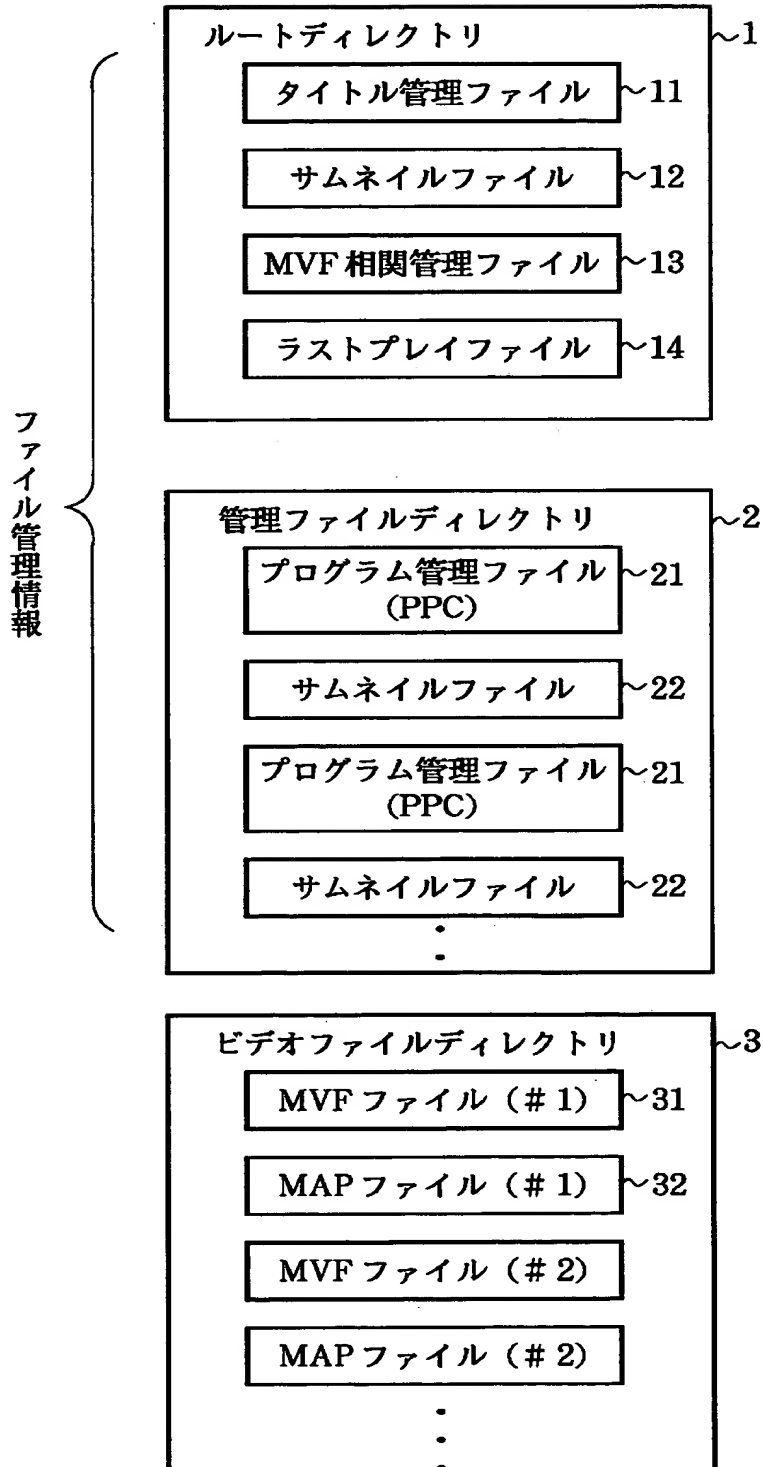 ルートディレクトリ ~1
タイトル管理ファイル ~11
サムネイルファイル ~12
MVF相関管理ファイル ~13
ラストプレイファイル ~14
ファイル管理情報
管理ファイルディレクトリ ~2
プログラム管理ファイル ~21
(PPC)
サムネイルファイル ~22
プログラム管理ファイル ~21
(PPC)
サムネイルファイル ~22
ビデオファイルディレクトリ ~3
MVFファイル(#1) ~31
MAPファイル(#1) ~32
MVFファイル(#2)
MAPファイル(#2)